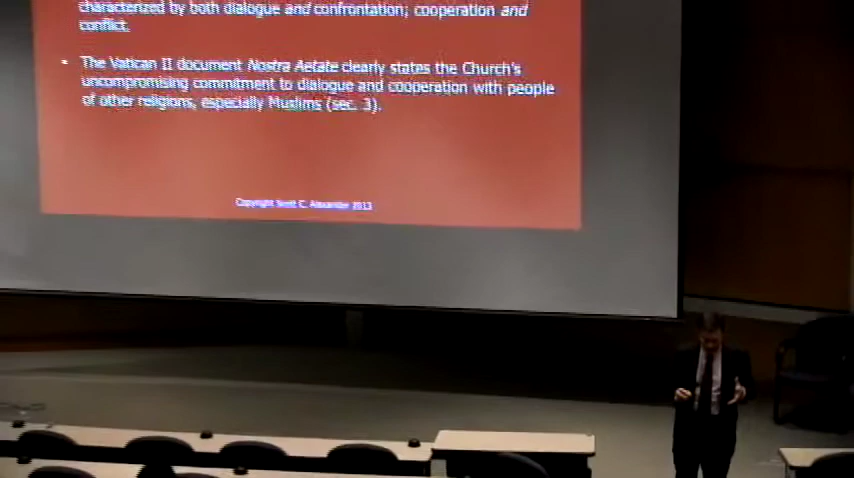 characterized by both dialogue and confrontation; cooperation and
conflict.
• The Vatican II document Nostra Aetate clearly states the Church's
uncompromising commitment to dialogue and cooperation with people
of other religions, especially Muslims (sec. 3).
Copyright Scott C. Alexander 2013